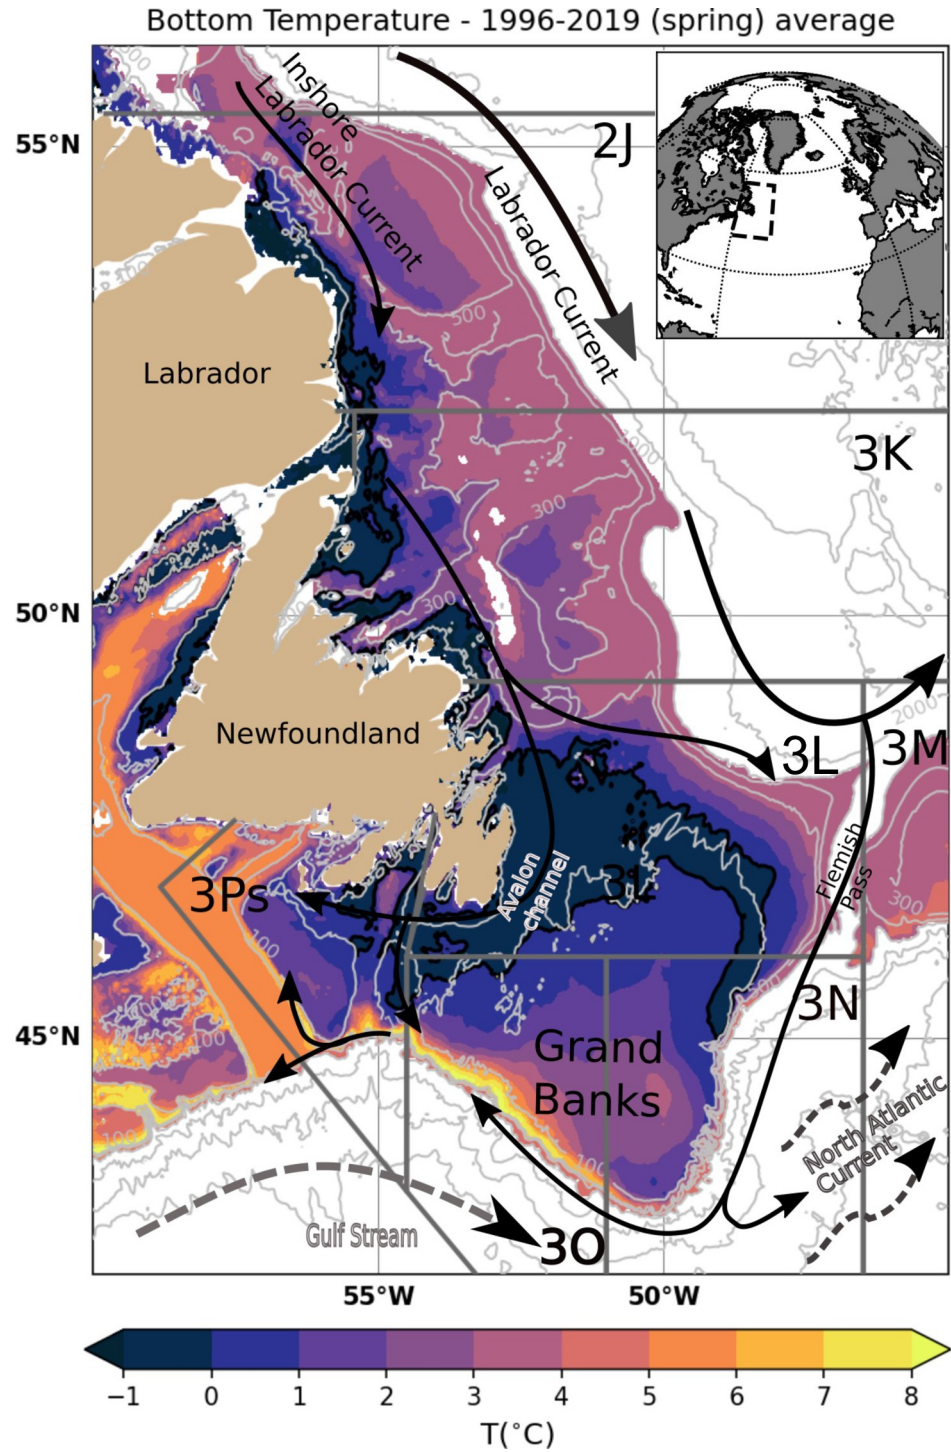 Bottom Temperature - 1996-2019 (spring) average
55°N
50°N
45°N
55°W
50°W
Inshore
Labrador Current
Labrador Current
2J
Labrador
500
1000
3K
300
300
Newfoundland
2000
3L
3M
Flemish
Pass
300
3Ps
Avalon
channel
3L
100
3N
100
Grand
Banks
100
100
North Atlantic
Current
Gulf Stream
3O
−1 0 1 2 3 4 5 6 7 8
T(°C)